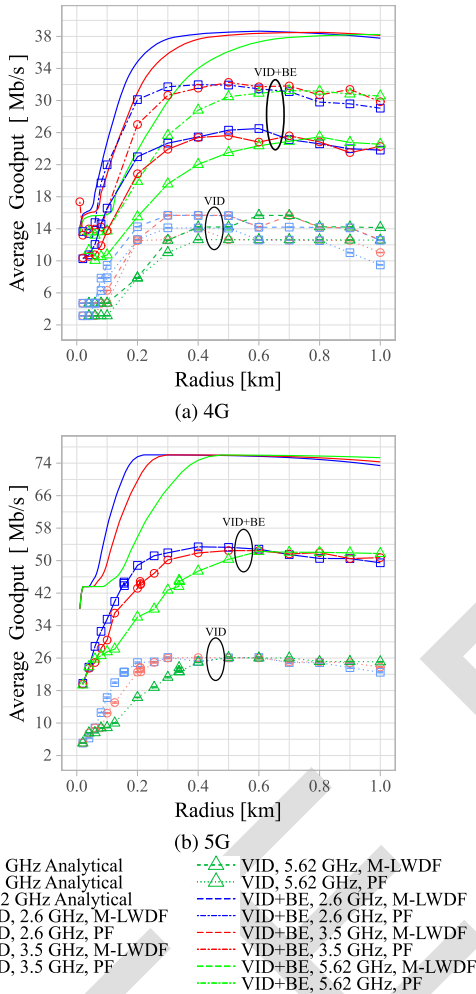 38
34
30
26
22
18
14
10
6
2
Average Goodput [ Mb/s ]
VID+BE
VID
0.0 0.2 0.4 0.6 0.8 1.0
Radius [km]
(a) 4G
74
66
58
50
42
34
26
18
10
2
Average Goodput [ Mb/s ]
VID+BE
VID
0.0 0.2 0.4 0.6 0.8 1.0
Radius [km]
(b) 5G
GHz Analytical
GHz Analytical
2 GHz Analytical
D, 2.6 GHz, M-LWDF
D, 2.6 GHz, PF
D, 3.5 GHz, M-LWDF
D, 3.5 GHz, PF
VID, 5.62 GHz, M-LWDF
VID, 5.62 GHz, PF
VID+BE, 2.6 GHz, M-LWDF
VID+BE, 2.6 GHz, PF
VID+BE, 3.5 GHz, M-LWDF
VID+BE, 3.5 GHz, PF
VID+BE, 5.62 GHz, M-LWDF
VID+BE, 5.62 GHz, PF